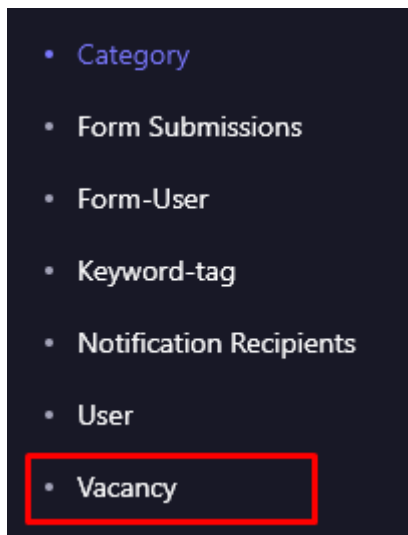 Category
Form Submissions
Form-User
Keyword-tag
Notification Recipients
User
Vacancy